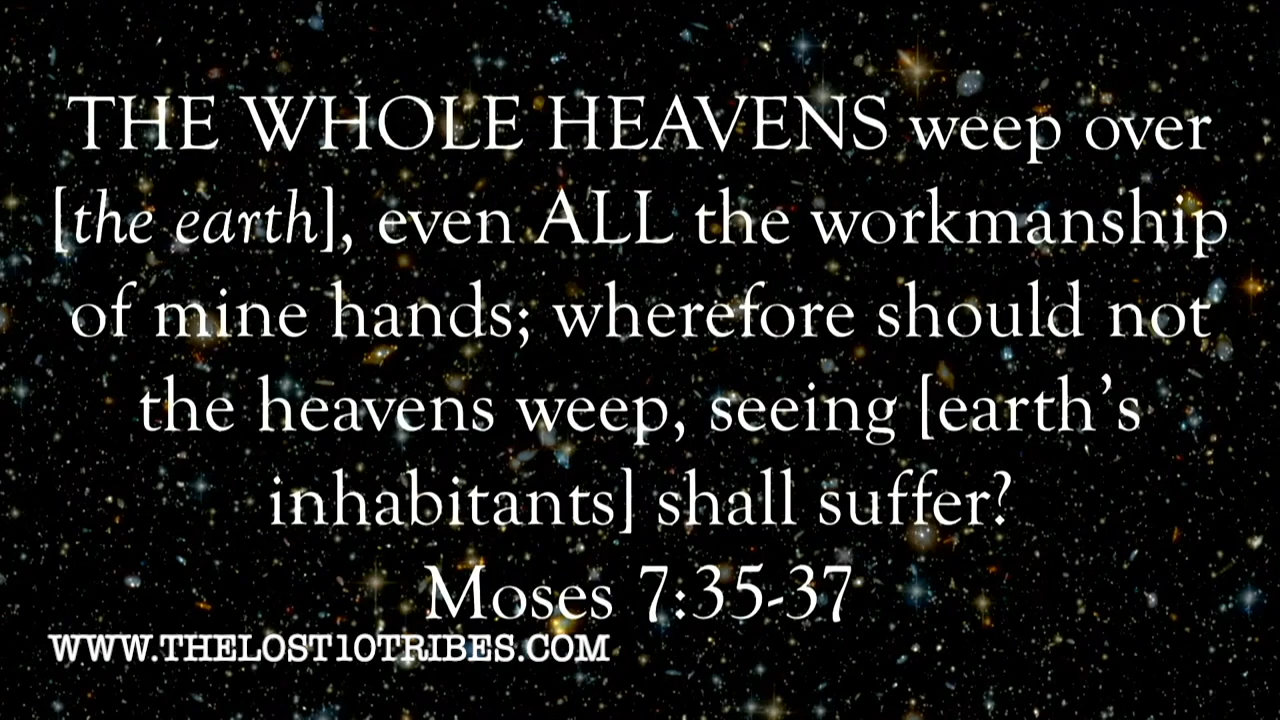 THE WHOLE HEAVENS weep over
[the earth], even ALL the workmanship
of mine hands; wherefore should not
the heavens weep, seeing [earth’s
inhabitants] shall suffer?
Moses 7:35-37
WWW.THELOST10TRIBES.COM